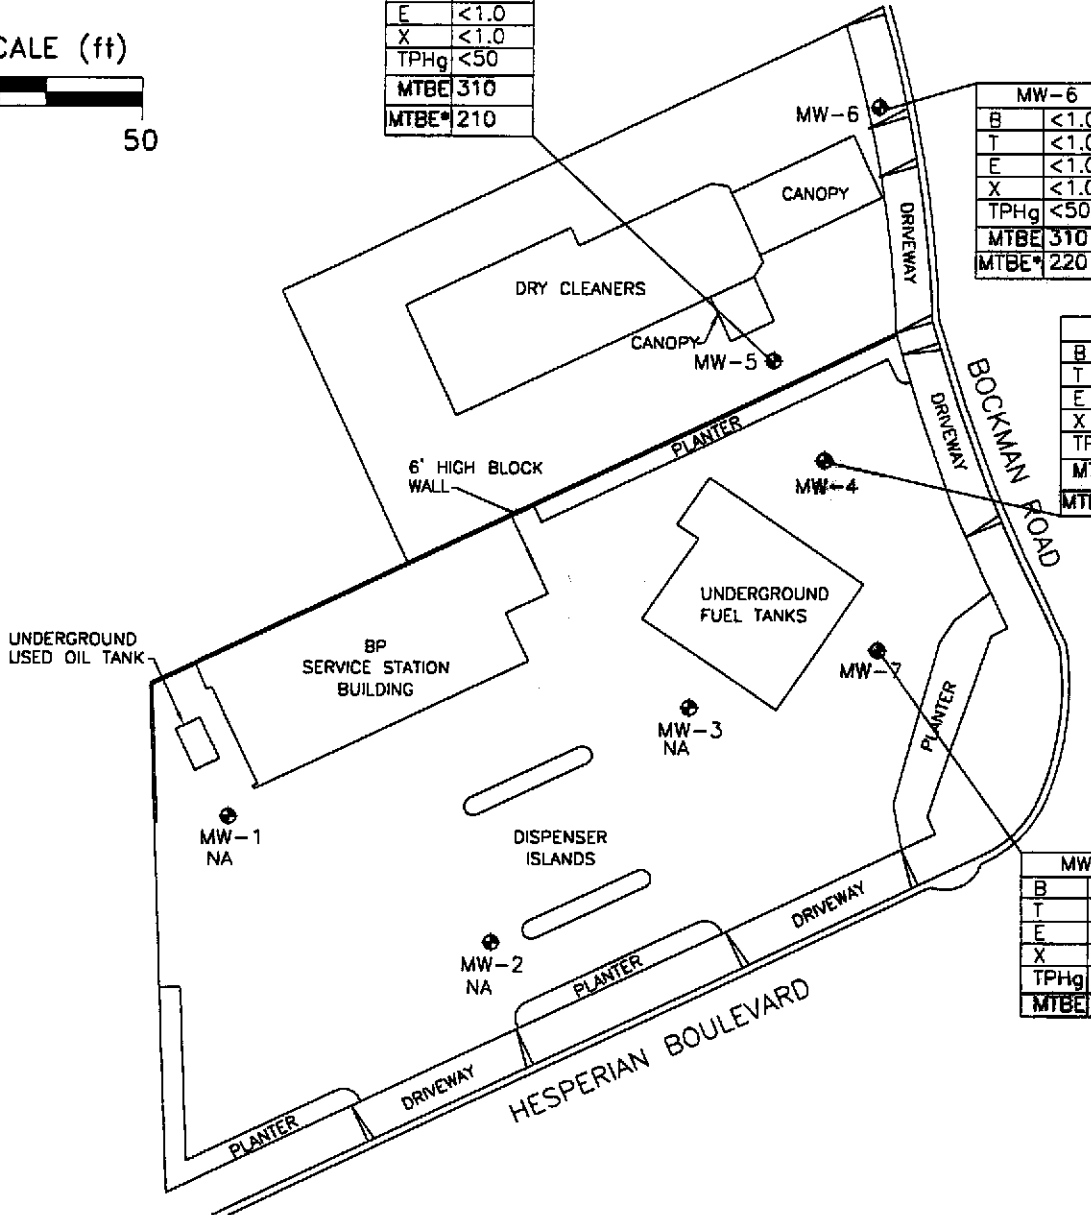 CALE (ft)
50
E <1.0
X <1.0
TPHg <50
MTBE 310
MTBE* 210
MW-6
MW-6
B <1.0
T <1.0
E <1.0
X <1.0
TPHg <50
MTBE 310
MTBE* 220
CANOPY
DRIVEWAY
DRY CLEANERS
CANOPY
MW-5
B
T
E
X
TP
MT
MTB
BOCKMAN ROAD
DRIVEWAY
PLANTER
6' HIGH BLOCK
WALL
MW-4
UNDERGROUND
FUEL TANKS
UNDERGROUND
USED OIL TANK
BP
SERVICE STATION
BUILDING
MW-7
PLANTER
MW-3
NA
MW-1
NA
DISPENSER
ISLANDS
MW
B
T
E
X
TPHg
MTBE
MW-2
NA
DRIVEWAY
PLANTER
HESPERIAN BOULEVARD
DRIVEWAY
PLANTER